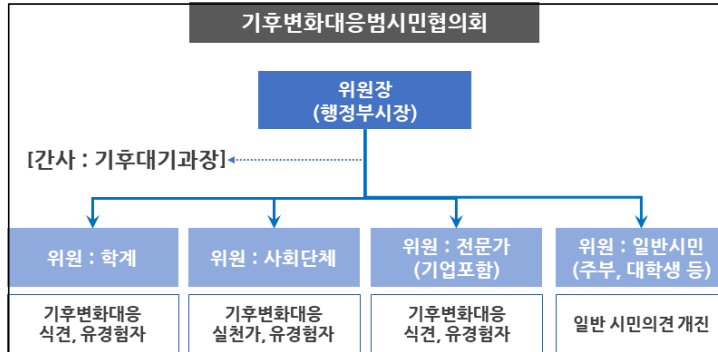 기후변화대응범시민협의회
위원장
(행정부시장)
[간사 : 기후대기과장]
위원 : 학계
위원 : 사회단체
위원 : 전문가
(기업포함)
위원 : 일반시민
(주부, 대학생 등)
기후변화대응
식견, 유경험자
기후변화대응
실천가, 유경험자
기후변화대응
식견, 유경험자
일반 시민의견 개진